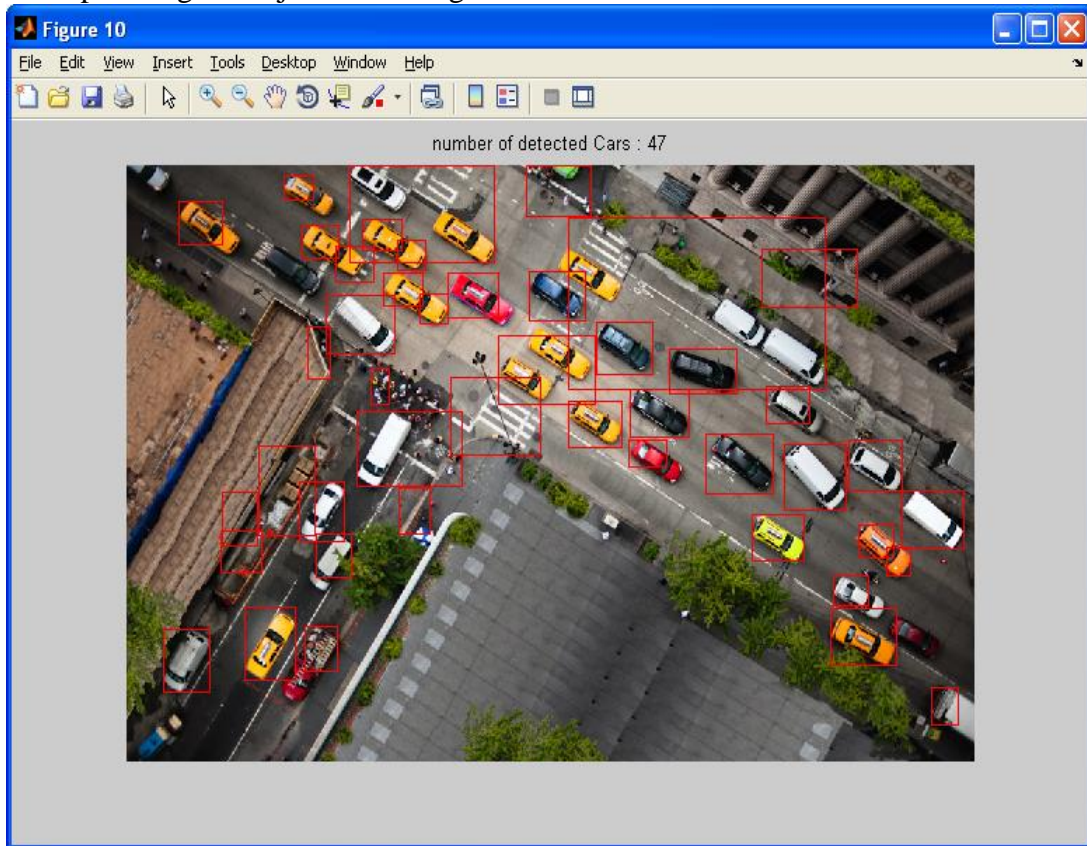 Figure 10
File Edit View Insert Tools Desktop Window Help
number of detected Cars : 47